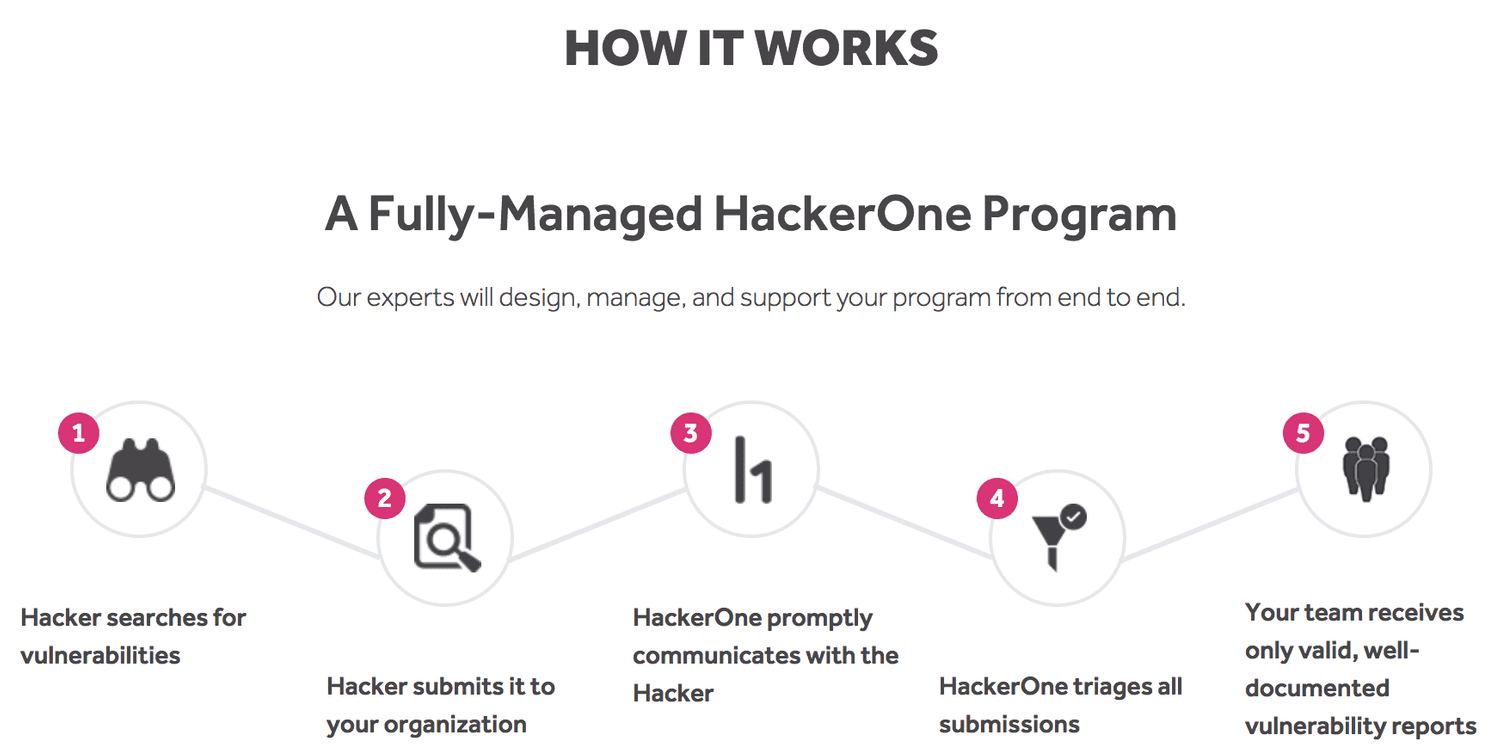 HOW IT WORKS
A Fully-Managed HackerOne Program
Our experts will design, manage, and support your program from end to end.
1
Hacker searches for
vulnerabilities
2
Hacker submits it to
your organization
3
h1
HackerOne promptly
communicates with the
Hacker
4
HackerOne triages all
submissions
5
Your team receives
only valid, well-
documented
vulnerability reports